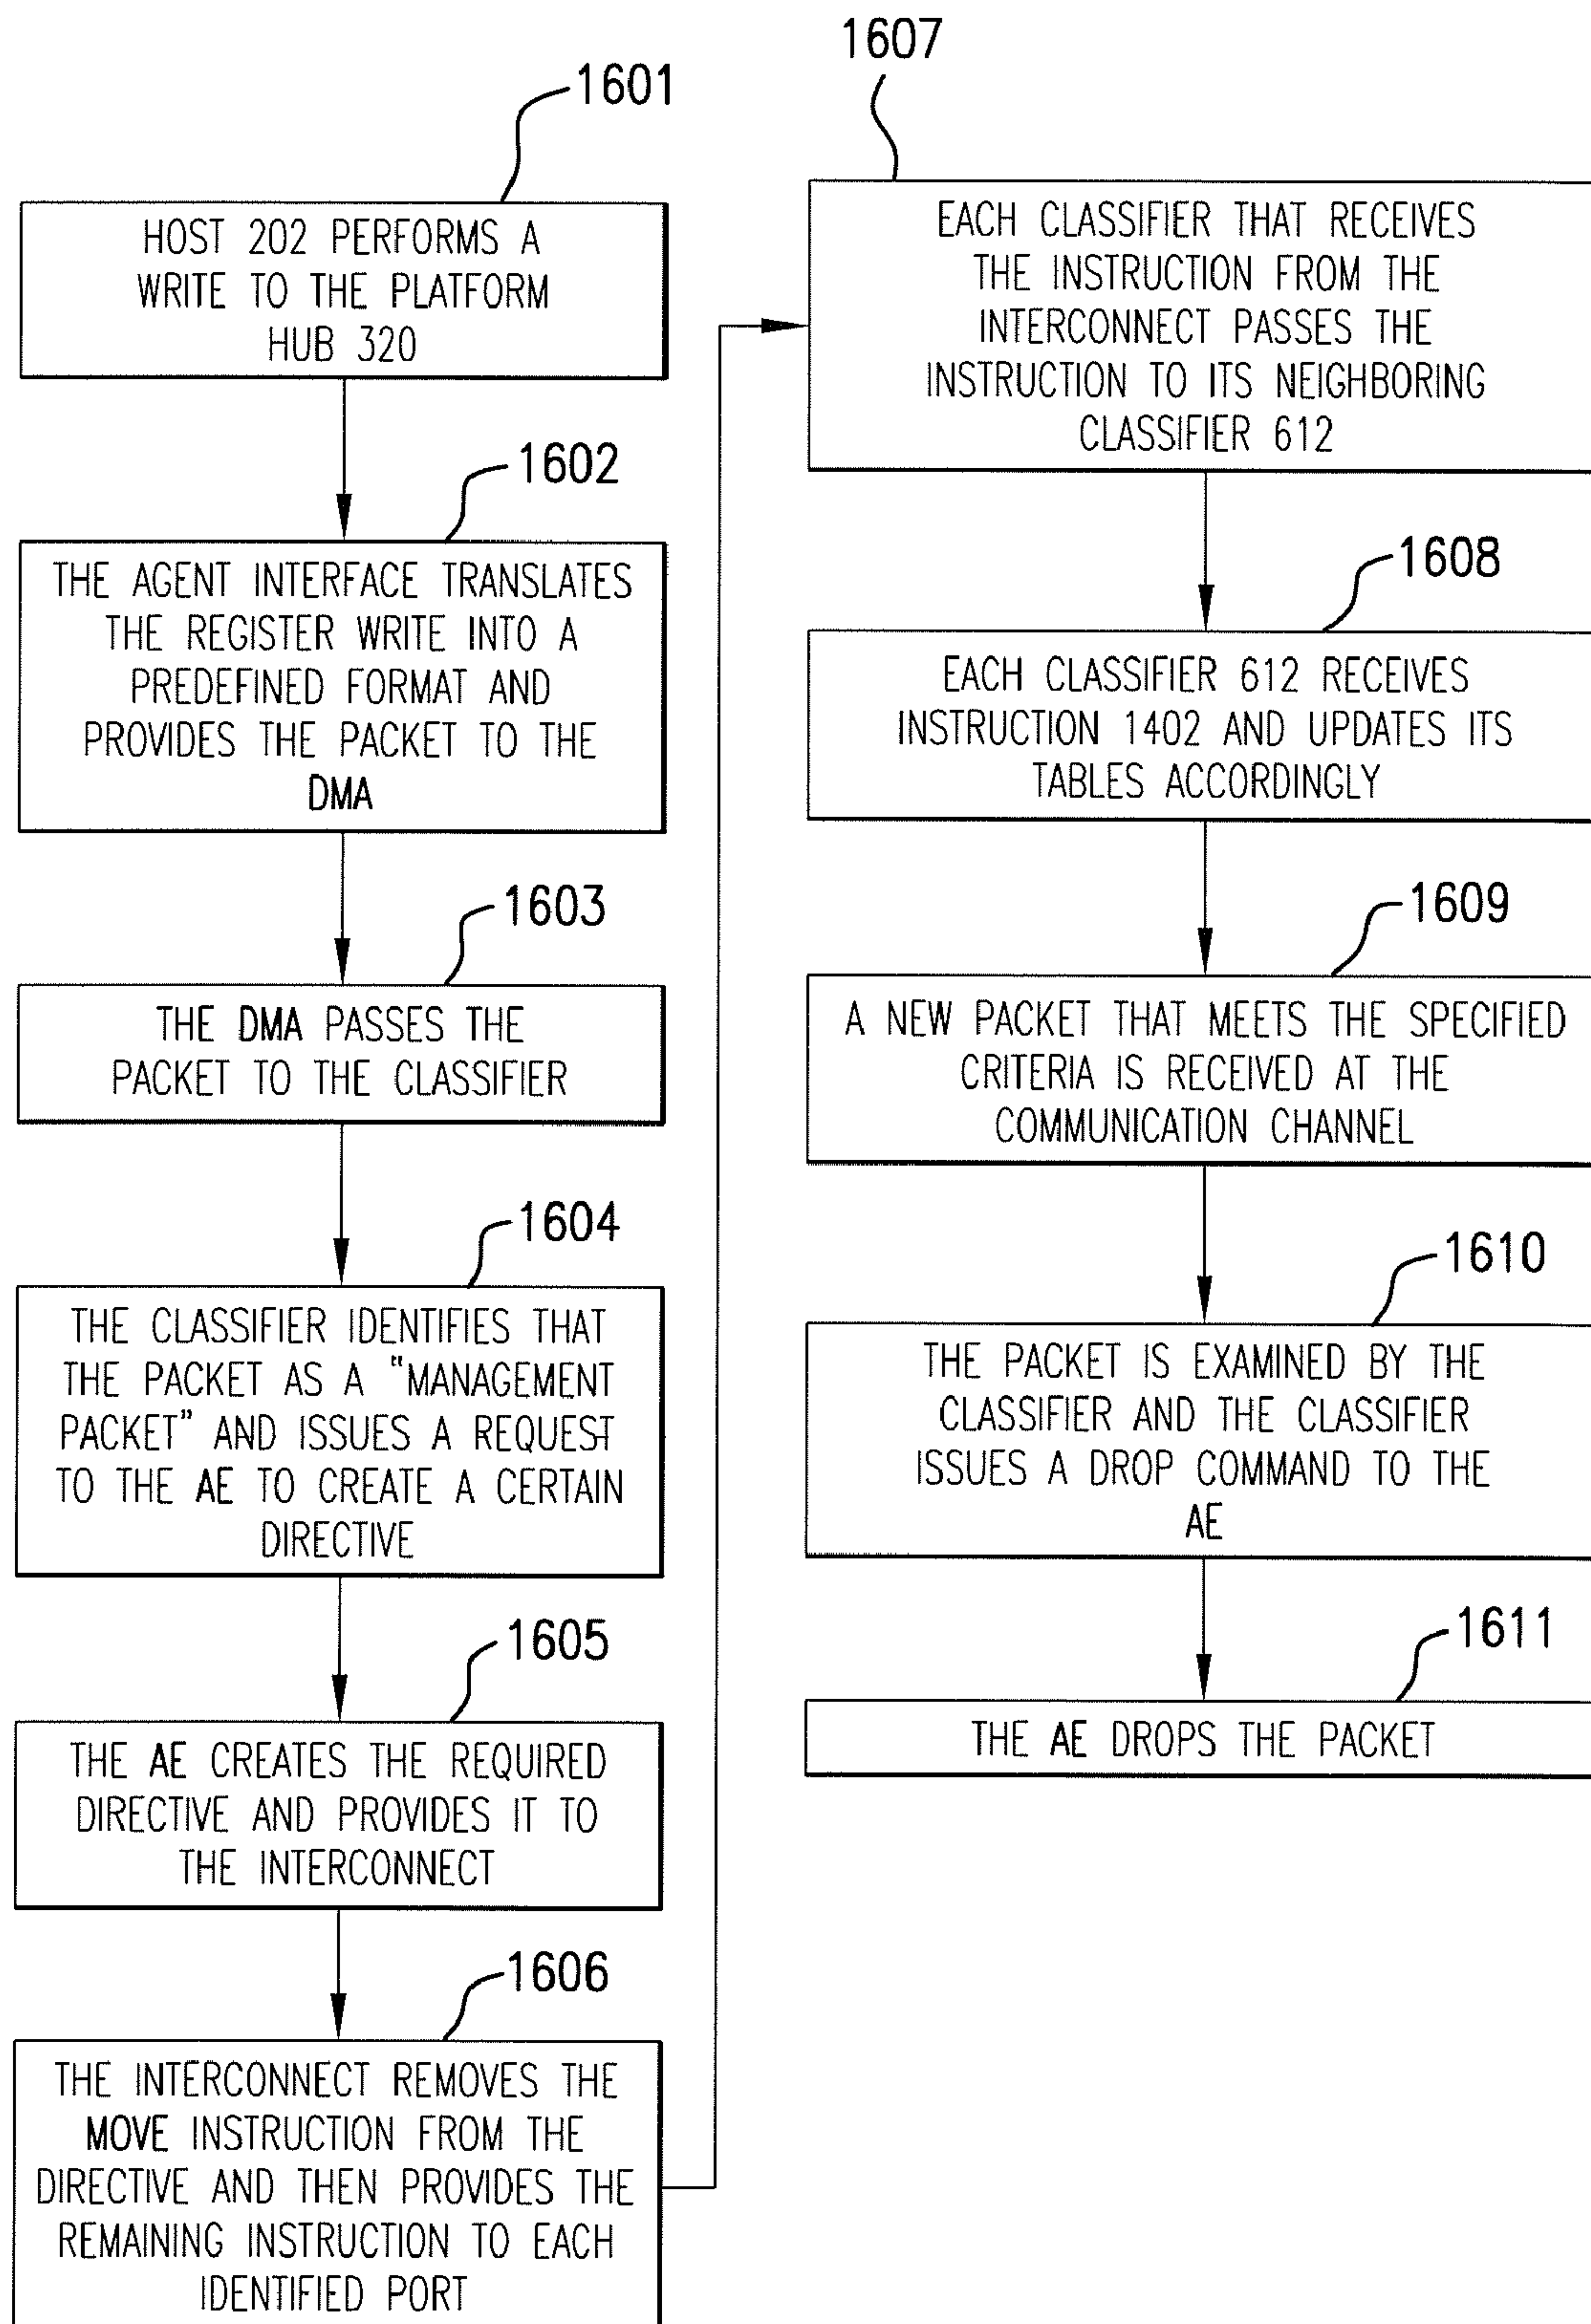 1601
HOST 202 PERFORMS A
WRITE TO THE PLATFORM
HUB 320
1602
THE AGENT INTERFACE TRANSLATES
THE REGISTER WRITE INTO A
PREDEFINED FORMAT AND
PROVIDES THE PACKET TO THE
DMA
1603
THE DMA PASSES THE
PACKET TO THE CLASSIFIER
1604
THE CLASSIFIER IDENTIFIES THAT
THE PACKET AS A "MANAGEMENT
PACKET" AND ISSUES A REQUEST
TO THE AE TO CREATE A CERTAIN
DIRECTIVE
1605
THE AE CREATES THE REQUIRED
DIRECTIVE AND PROVIDES IT TO
THE INTERCONNECT
1606
THE INTERCONNECT REMOVES THE
MOVE INSTRUCTION FROM THE
DIRECTIVE AND THEN PROVIDES THE
REMAINING INSTRUCTION TO EACH
IDENTIFIED PORT
1607
EACH CLASSIFIER THAT RECEIVES
THE INSTRUCTION FROM THE
INTERCONNECT PASSES THE
INSTRUCTION TO ITS NEIGHBORING
CLASSIFIER 612
1608
EACH CLASSIFIER 612 RECEIVES
INSTRUCTION 1402 AND UPDATES ITS
TABLES ACCORDINGLY
1609
A NEW PACKET THAT MEETS THE SPECIFIED
CRITERIA IS RECEIVED AT THE
COMMUNICATION CHANNEL
1610
THE PACKET IS EXAMINED BY THE
CLASSIFIER AND THE CLASSIFIER
ISSUES A DROP COMMAND TO THE
AE
1611
THE AE DROPS THE PACKET